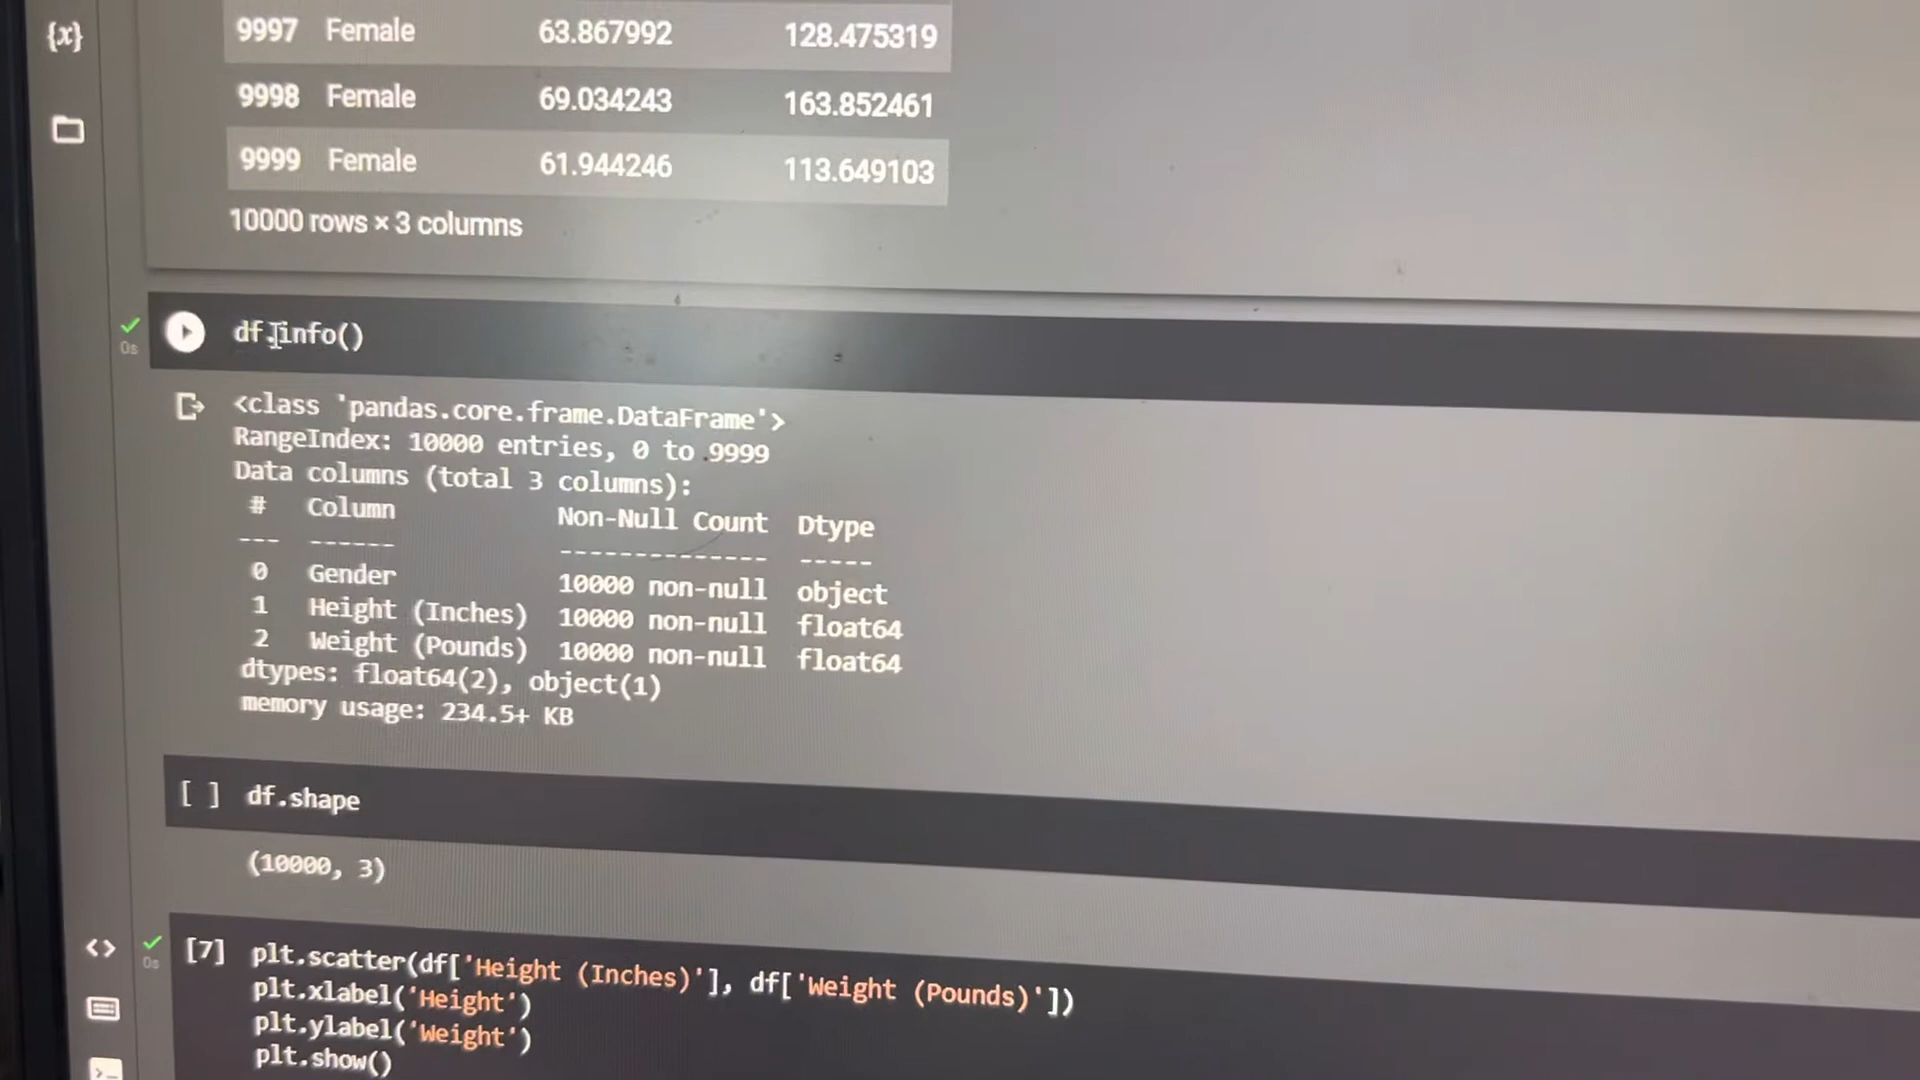 {x}
9997 Female 63.867992 128.475319
9998 Female 69.034243 163.852461
9999 Female 61.944246 113.649103
10000 rows × 3 columns
0s
df.info()
<class 'pandas.core.frame.DataFrame'>
RangeIndex: 10000 entries, 0 to 9999
Data columns (total 3 columns):
# Column Non-Null Count Dtype
--- ------ -------------- -----
0 Gender 10000 non-null object
1 Height (Inches) 10000 non-null float64
2 Weight (Pounds) 10000 non-null float64
dtypes: float64(2), object(1)
memory usage: 234.5+ KB
[ ] df.shape
(10000, 3)
0s
[7] plt.scatter(df['Height (Inches)'], df['Weight (Pounds)'])
plt.xlabel('Height')
plt.ylabel('Weight')
plt.show()